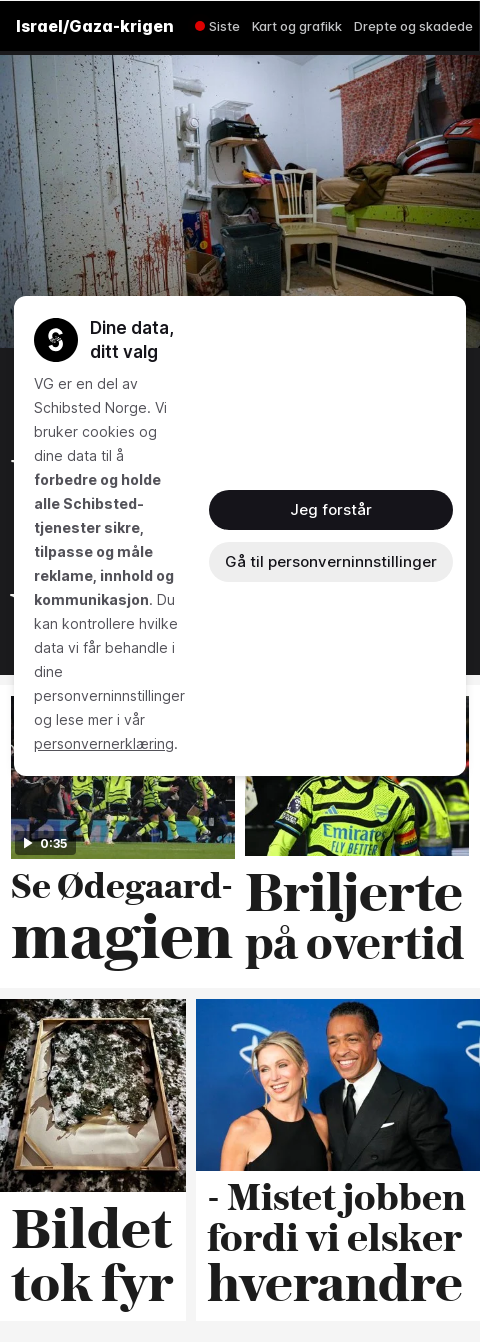 Israel/Gaza-krigen
Siste Kart og grafikk Drepte og skadede
Dine data,
ditt valg
VG er en del av
Schibsted Norge. Vi
bruker cookies og
dine data til å
forbedre og holde
alle Schibsted-
tjenester sikre,
tilpasse og måle
reklame, innhold og
kommunikasjon. Du
kan kontrollere hvilke
data vi får behandle i
dine
personverninnstillinger
og lese mer i vår
personvernerklæring.
Jeg forstår
Gå til personverninnstillinger
0:35
Emirates
FLY BETTER
Se Ødegaard-
magien
Briljerte
på overtid
Bildet
tok fyr
- Mistet jobben
fordi vi elsker
hverandre